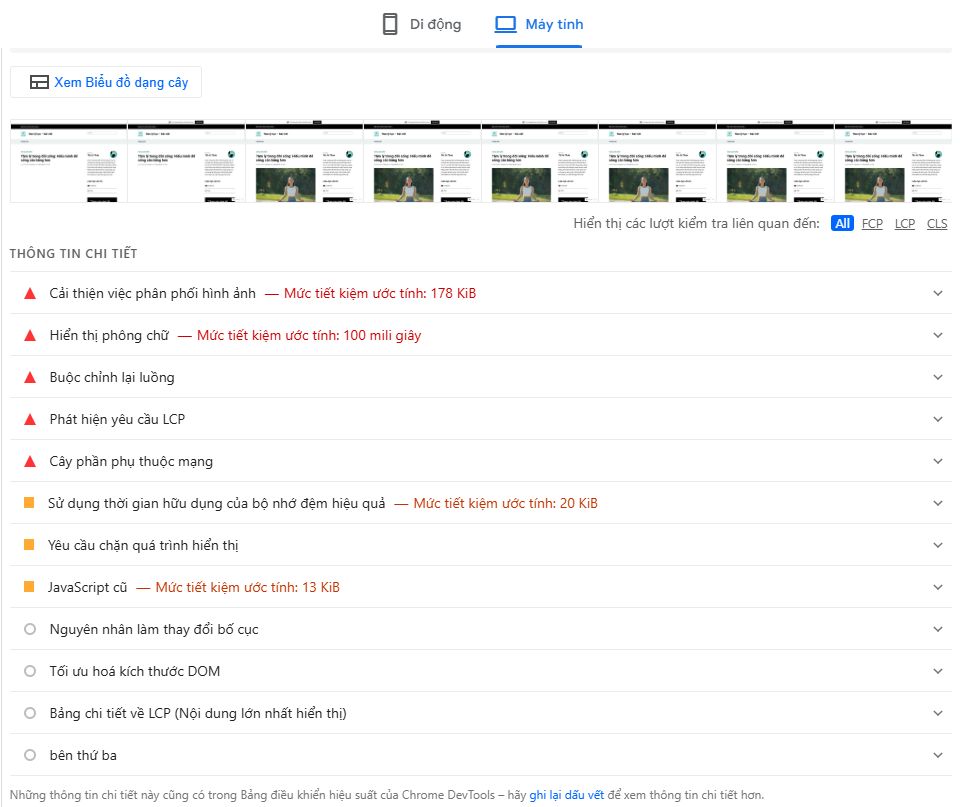 Di động
Máy tính
Xem Biểu đồ dạng cây
Hiển thị các lượt kiểm tra liên quan đến: All FCP LCP CLS
THÔNG TIN CHI TIẾT
Cải thiện việc phân phối hình ảnh — Mức tiết kiệm ước tính: 178 KiB
Hiển thị phông chữ — Mức tiết kiệm ước tính: 100 mili giây
Buộc chỉnh lại luồng
Phát hiện yêu cầu LCP
Cây phần phụ thuộc mạng
Sử dụng thời gian hữu dụng của bộ nhớ đệm hiệu quả — Mức tiết kiệm ước tính: 20 KiB
Yêu cầu chặn quá trình hiển thị
JavaScript cũ — Mức tiết kiệm ước tính: 13 KiB
Nguyên nhân làm thay đổi bố cục
Tối ưu hoá kích thước DOM
Bảng chi tiết về LCP (Nội dung lớn nhất hiển thị)
bên thứ ba
Những thông tin chi tiết này cũng có trong Bảng điều khiển hiệu suất của Chrome DevTools – hãy ghi lại dấu vết để xem thông tin chi tiết hơn.